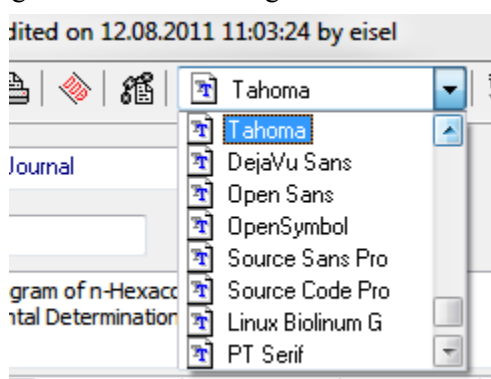 dited on 12.08.2011 11:03:24 by eisel
Tahoma
Tahoma
Journal
DejaVu Sans
Open Sans
OpenSymbol
Source Sans Pro
gram of n-Hexacc
Source Code Pro
ntal Determination
Linux Biolinum G
PT Serif